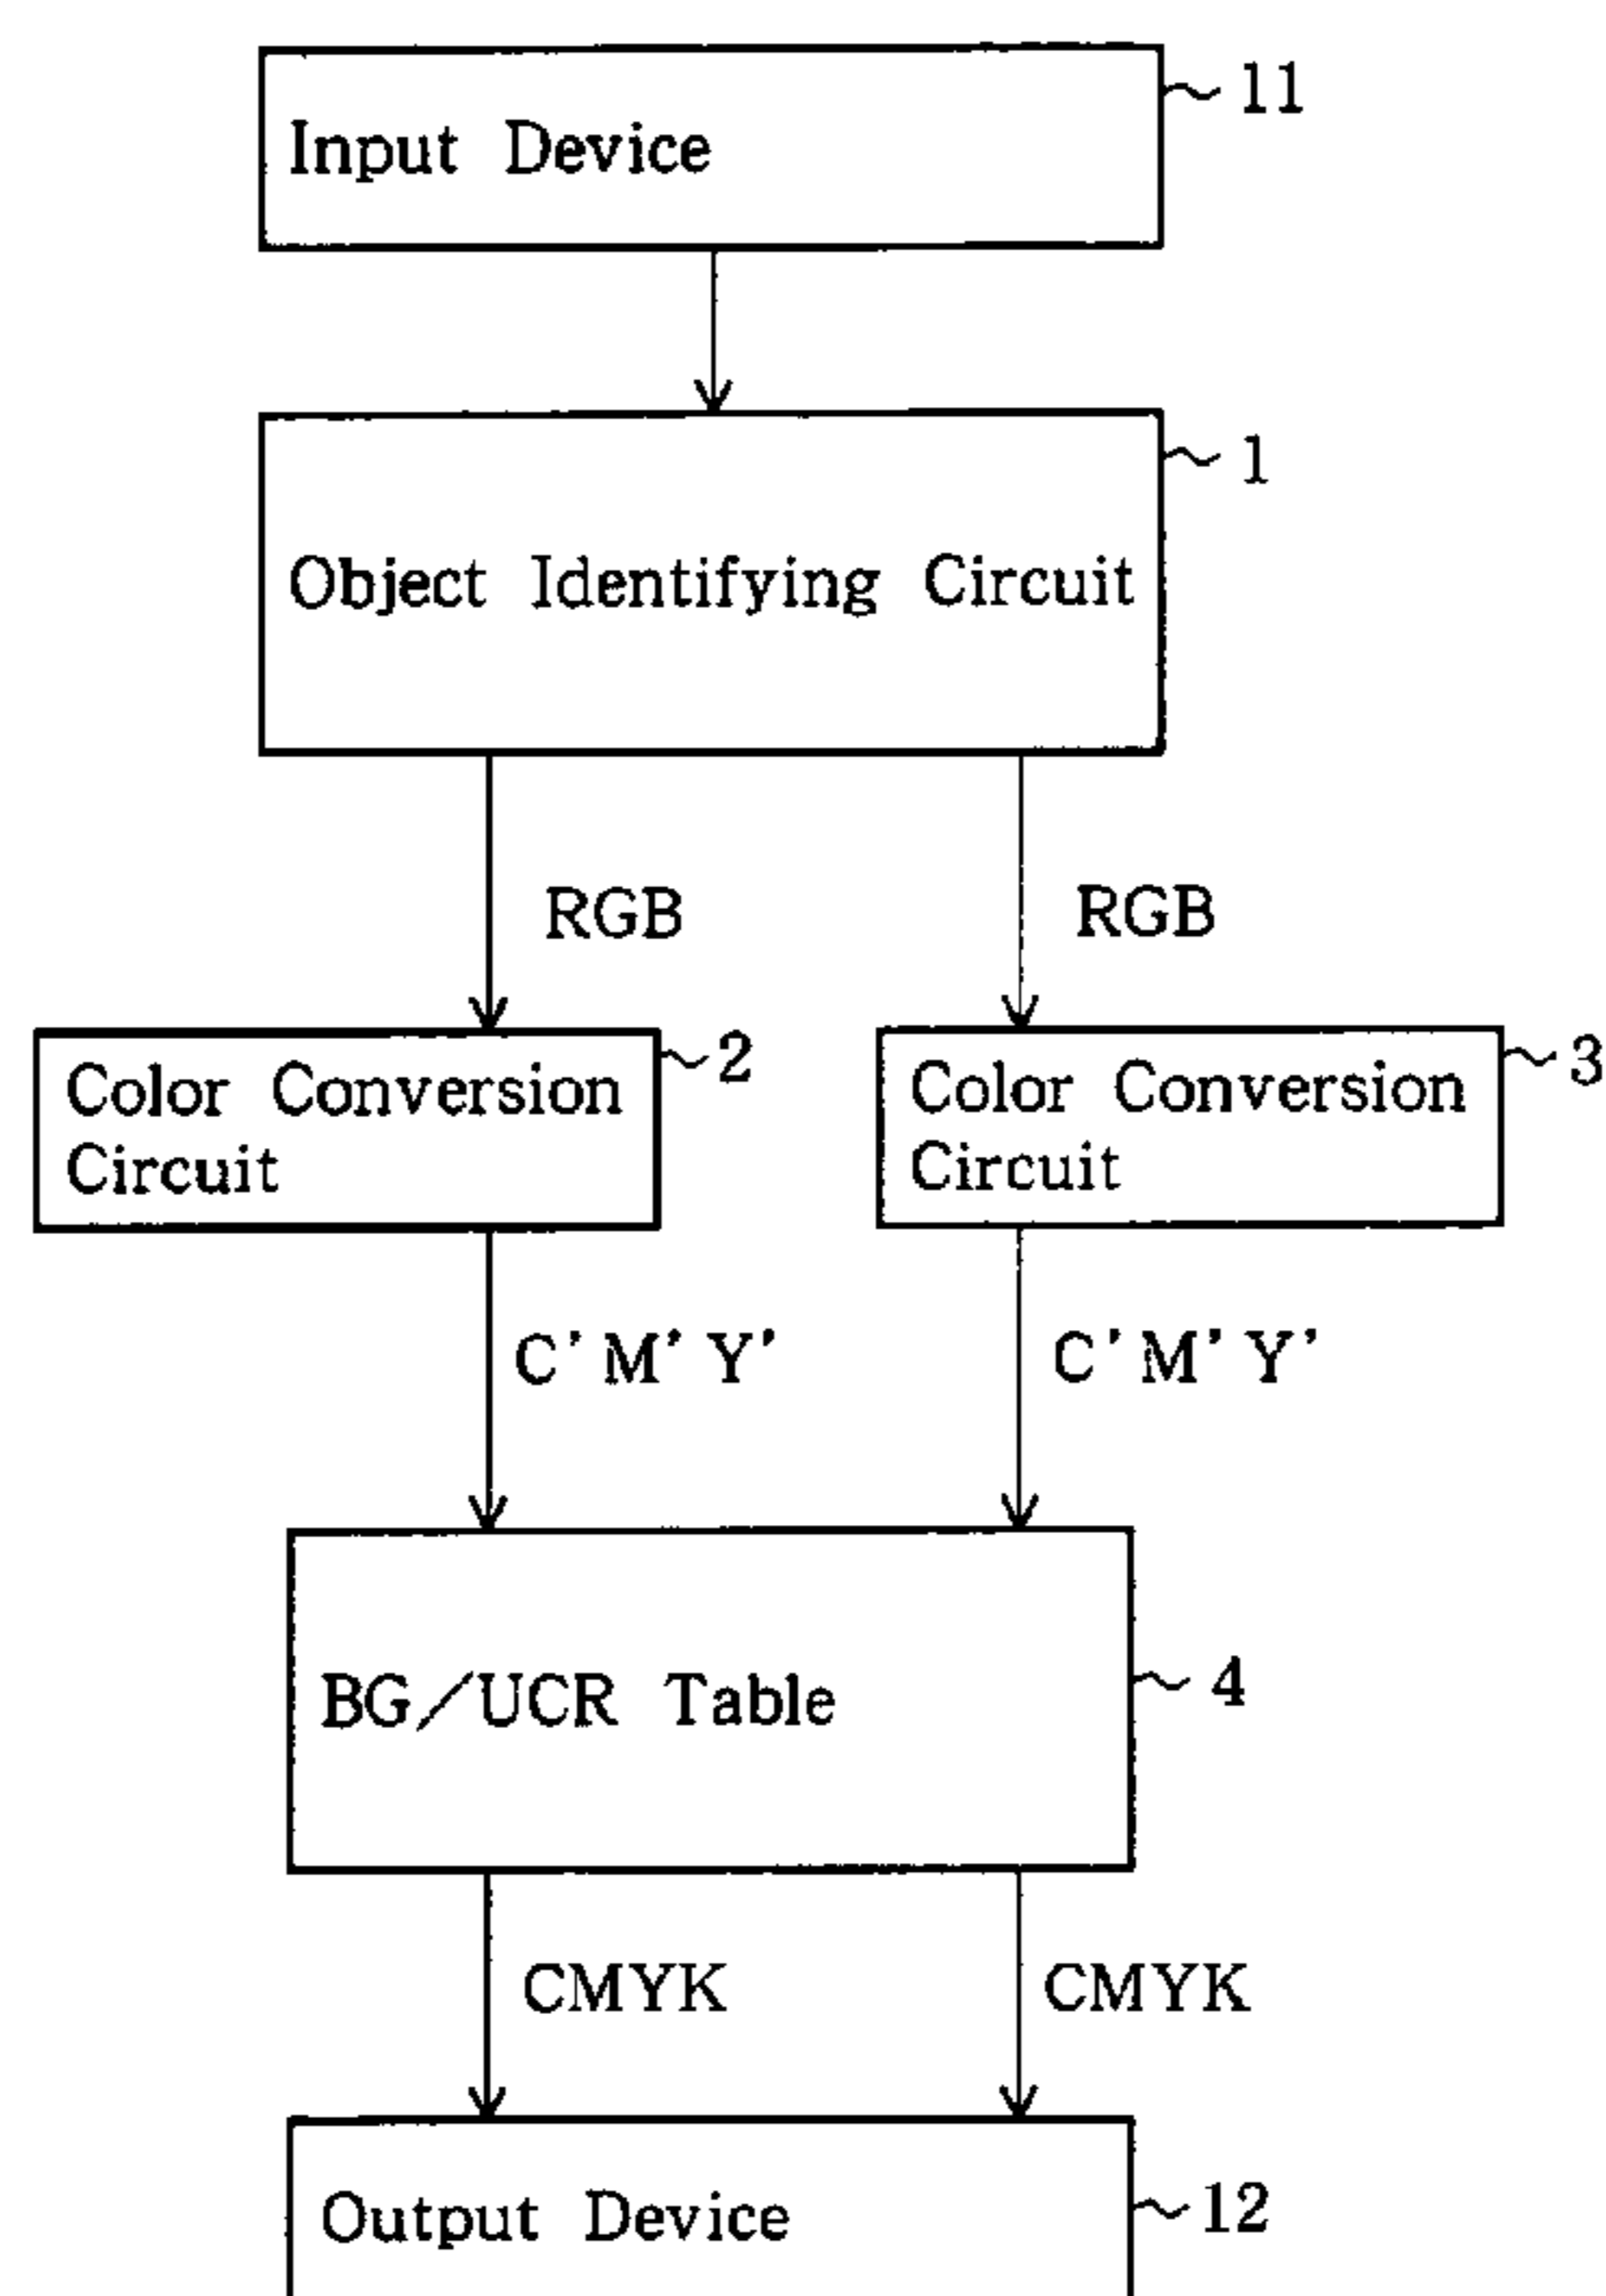 Input Device
11
Object Identifying Circuit
1
RGB
RGB
Color Conversion
Circuit
2
Color Conversion
Circuit
3
C'M'Y'
C'M'Y'
BG/UCR Table
4
CMYK
CMYK
Output Device
12